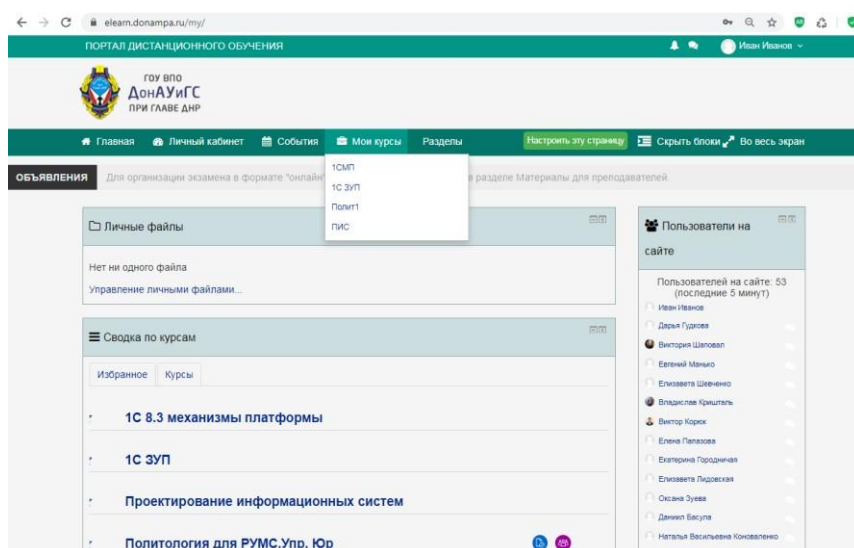 elearn.donampa.ru/my/
ПОРТАЛ ДИСТАНЦИОННОГО ОБУЧЕНИЯ
Иван Иванов
ГОУ ВПО
ДонАУиГС
ПРИ ГЛАВЕ ДНР
Главная Личный кабинет События Мои курсы Разделы Настроить эту страницу Скрыть блоки Во весь экран
ОБЪЯВЛЕНИЯ Для организации экзамена в формате "онлайн" в разделе Материалы для преподавателей.
1СМП
1С ЗУП
Полит1
ПИС
Личные файлы
Нет ни одного файла
Управление личными файлами...
Сводка по курсам
Избранное Курсы
1С 8.3 механизмы платформы
1С ЗУП
Проектирование информационных систем
Политология для РУМС,Упр, Юр
Пользователи на
сайте
Пользователей на сайте: 53
(последние 5 минут)
Иван Иванов
Дарья Гудкова
Виктория Шаповал
Евгений Манько
Елизавета Шевченко
Владислав Кришталь
Виктор Корюк
Елена Папазова
Екатерина Городничая
Елизавета Лидовская
Оксана Зуева
Даниил Басула
Наталья Васильевна Коноваленко